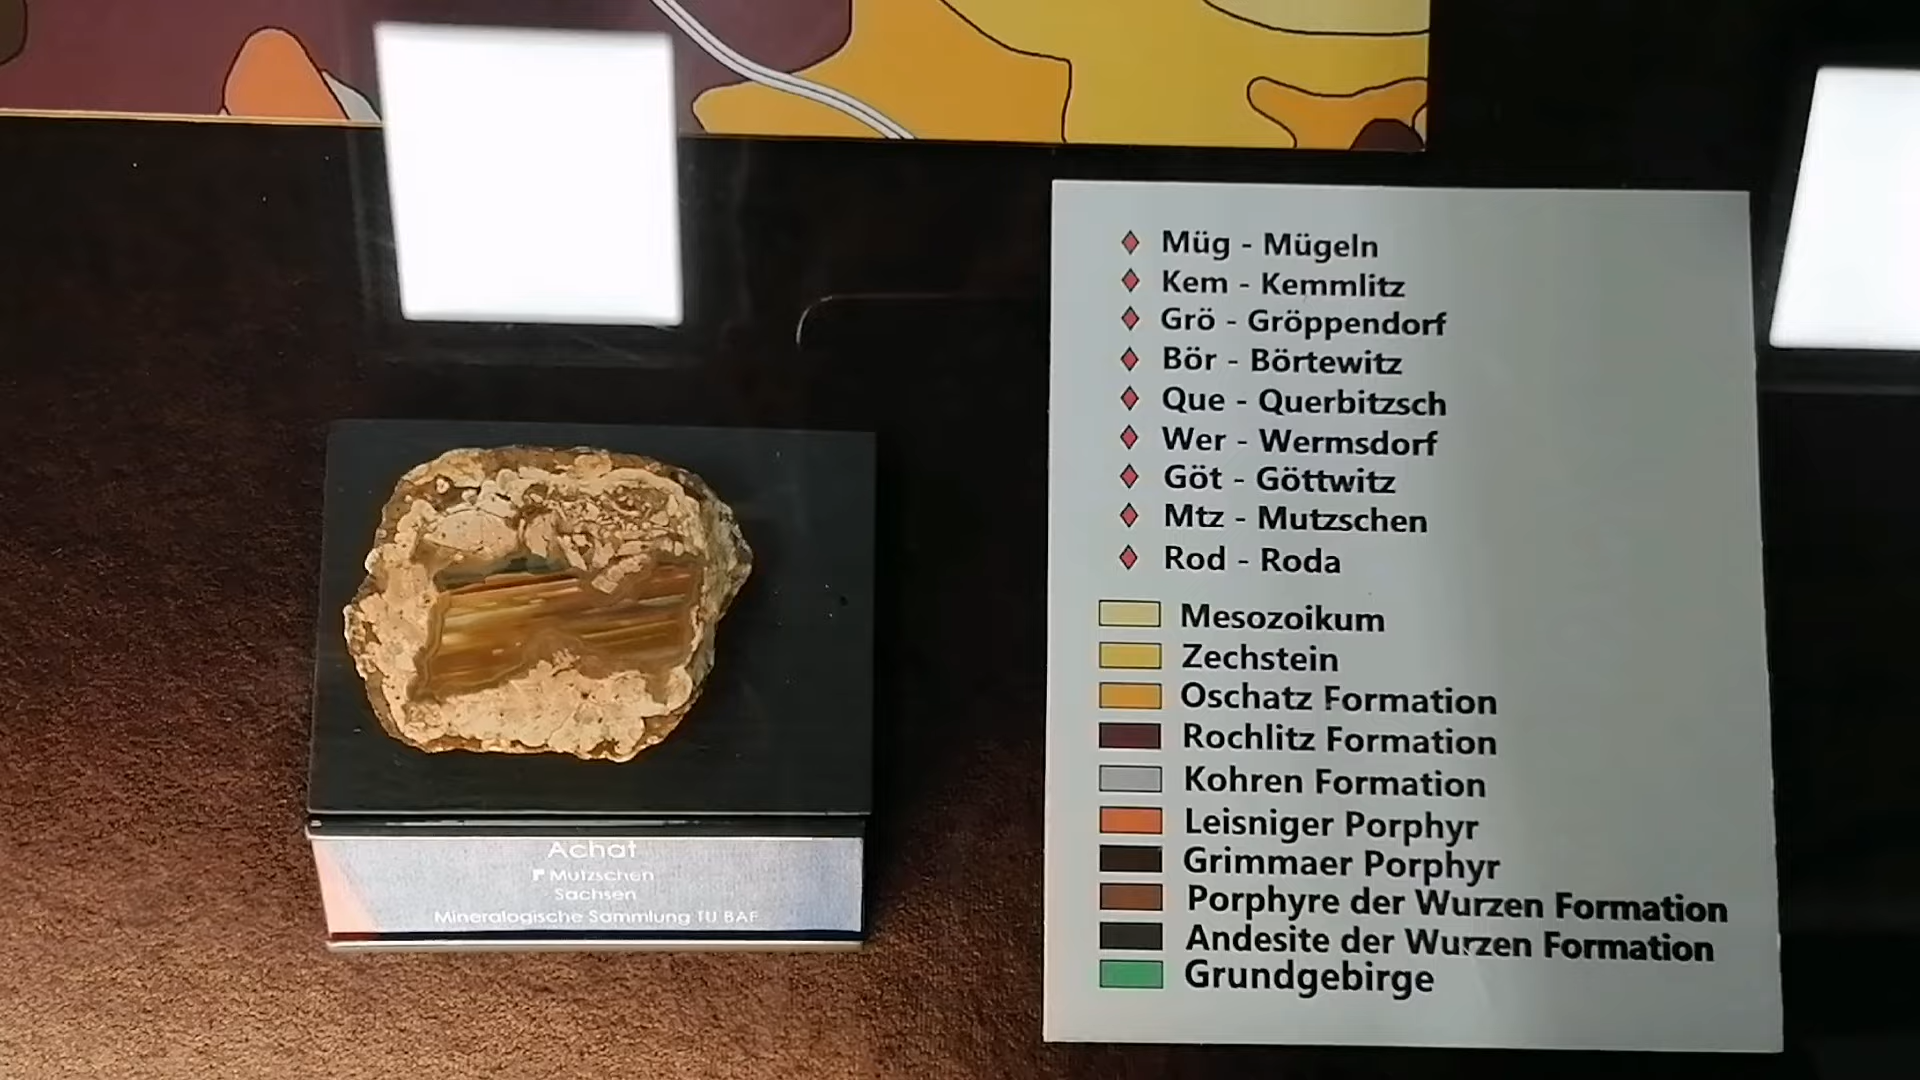 Müg - Mügeln
Kem - Kemmlitz
Grö - Gröppendorf
Bör - Börtewitz
Que - Querbitzsch
Wer - Wermsdorf
Göt - Göttwitz
Mtz - Mutzschen
Rod - Roda
Mesozoikum
Zechstein
Oschatz Formation
Rochlitz Formation
Kohren Formation
Leisniger Porphyr
Grimmaer Porphyr
Porphyre der Wurzen Formation
Andesite der Wurzen Formation
Grundgebirge
Achat
Mutzschen
Sachsen
Mineralogische Sammlung TU BAF